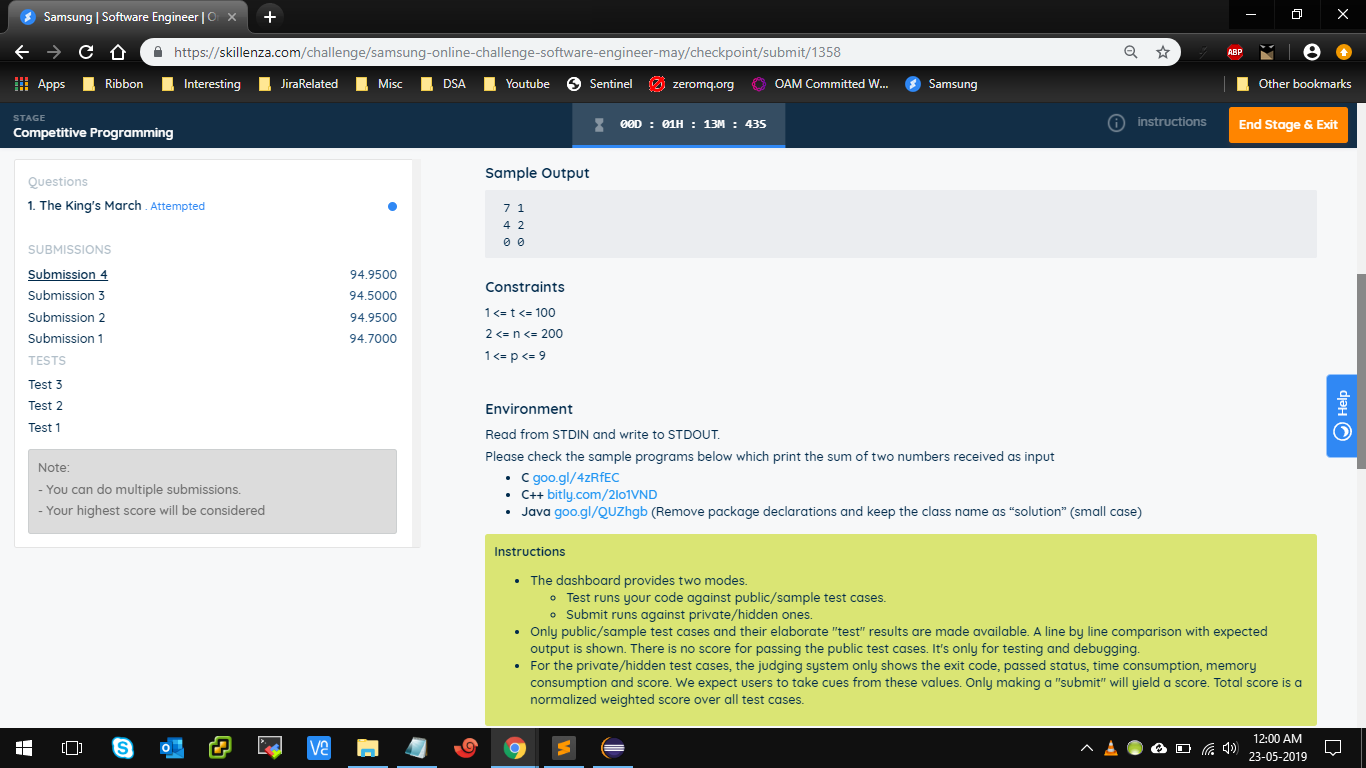 Samsung | Software Engineer | O
https://skillenza.com/challenge/samsung-online-challenge-software-engineer-may/checkpoint/submit/1358
ABP
Apps Ribbon Interesting JiraRelated Misc DSA Youtube Sentinel zeromq.org OAM Committed W... Samsung Other bookmarks
STAGE
Competitive Programming
00D : 01H : 13M : 43S
instructions
End Stage & Exit
Questions
1. The King's March . Attempted
SUBMISSIONS
Submission 4 94.9500
Submission 3 94.5000
Submission 2 94.9500
Submission 1 94.7000
TESTS
Test 3
Test 2
Test 1
Note:
- You can do multiple submissions.
- Your highest score will be considered
Sample Output
7 1
4 2
0 0
Constraints
1 <= t <= 100
2 <= n <= 200
1 <= p <= 9
Environment
Read from STDIN and write to STDOUT.
Please check the sample programs below which print the sum of two numbers received as input
• C goo.gl/4zRfEC
• C++ bitly.com/2Io1VND
• Java goo.gl/QUZhgb (Remove package declarations and keep the class name as “solution” (small case)
Instructions
• The dashboard provides two modes.
◦ Test runs your code against public/sample test cases.
◦ Submit runs against private/hidden ones.
• Only public/sample test cases and their elaborate "test" results are made available. A line by line comparison with expected
output is shown. There is no score for passing the public test cases. It's only for testing and debugging.
• For the private/hidden test cases, the judging system only shows the exit code, passed status, time consumption, memory
consumption and score. We expect users to take cues from these values. Only making a "submit" will yield a score. Total score is a
normalized weighted score over all test cases.
Help
12:00 AM
23-05-2019